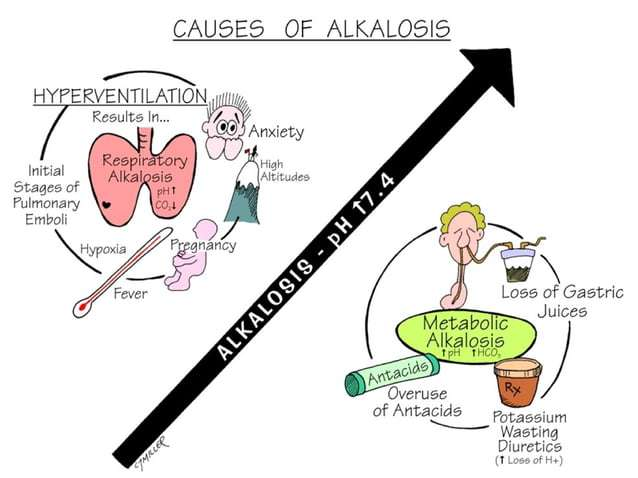 CAUSES OF ALKALOSIS
HYPERVENTILATION
Results In...
Anxiety
Respiratory
Alkalosis
pH↑
CO₂↓
High
Altitudes
Initial
Stages of
Pulmonary
Emboli
Hypoxia
Pregnancy
Fever
ALKALOSIS - pH ↑7.4
Loss of Gastric
Juices
Metabolic
Alkalosis
↑pH ↑HCO₃
Antacids
Overuse
of Antacids
Rx
Potassium
Wasting
Diuretics
(↑ Loss of H+)
CJMILLER